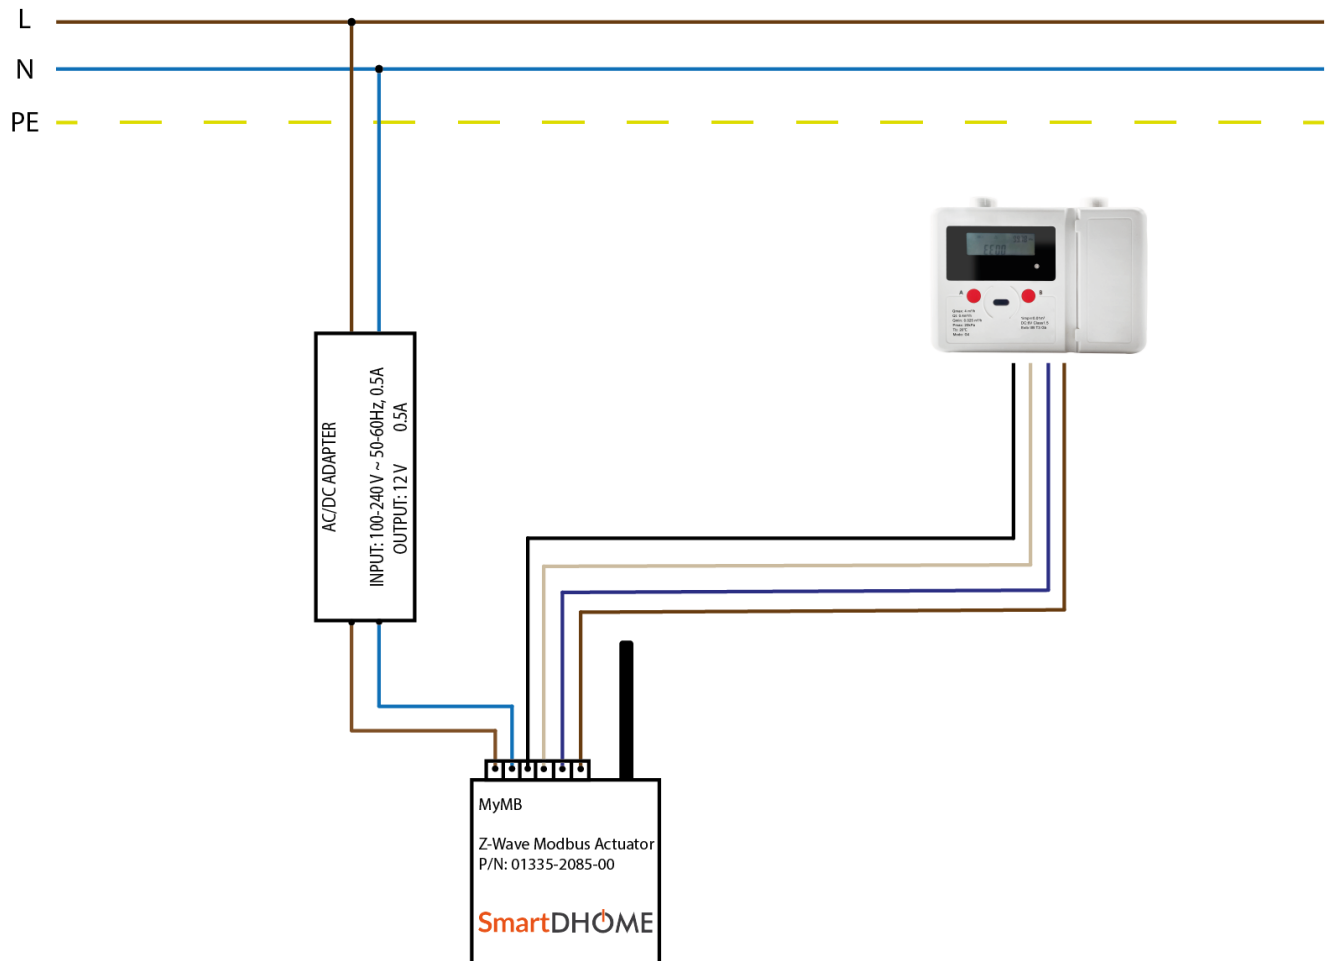 L
N
PE
A
B
AC/DC ADAPTER
INPUT: 100-240 V ~ 50-60Hz, 0.5A
OUTPUT: 12 V 0.5A
MyMB
Z-Wave Modbus Actuator
P/N: 01335-2085-00
SmartDHOME